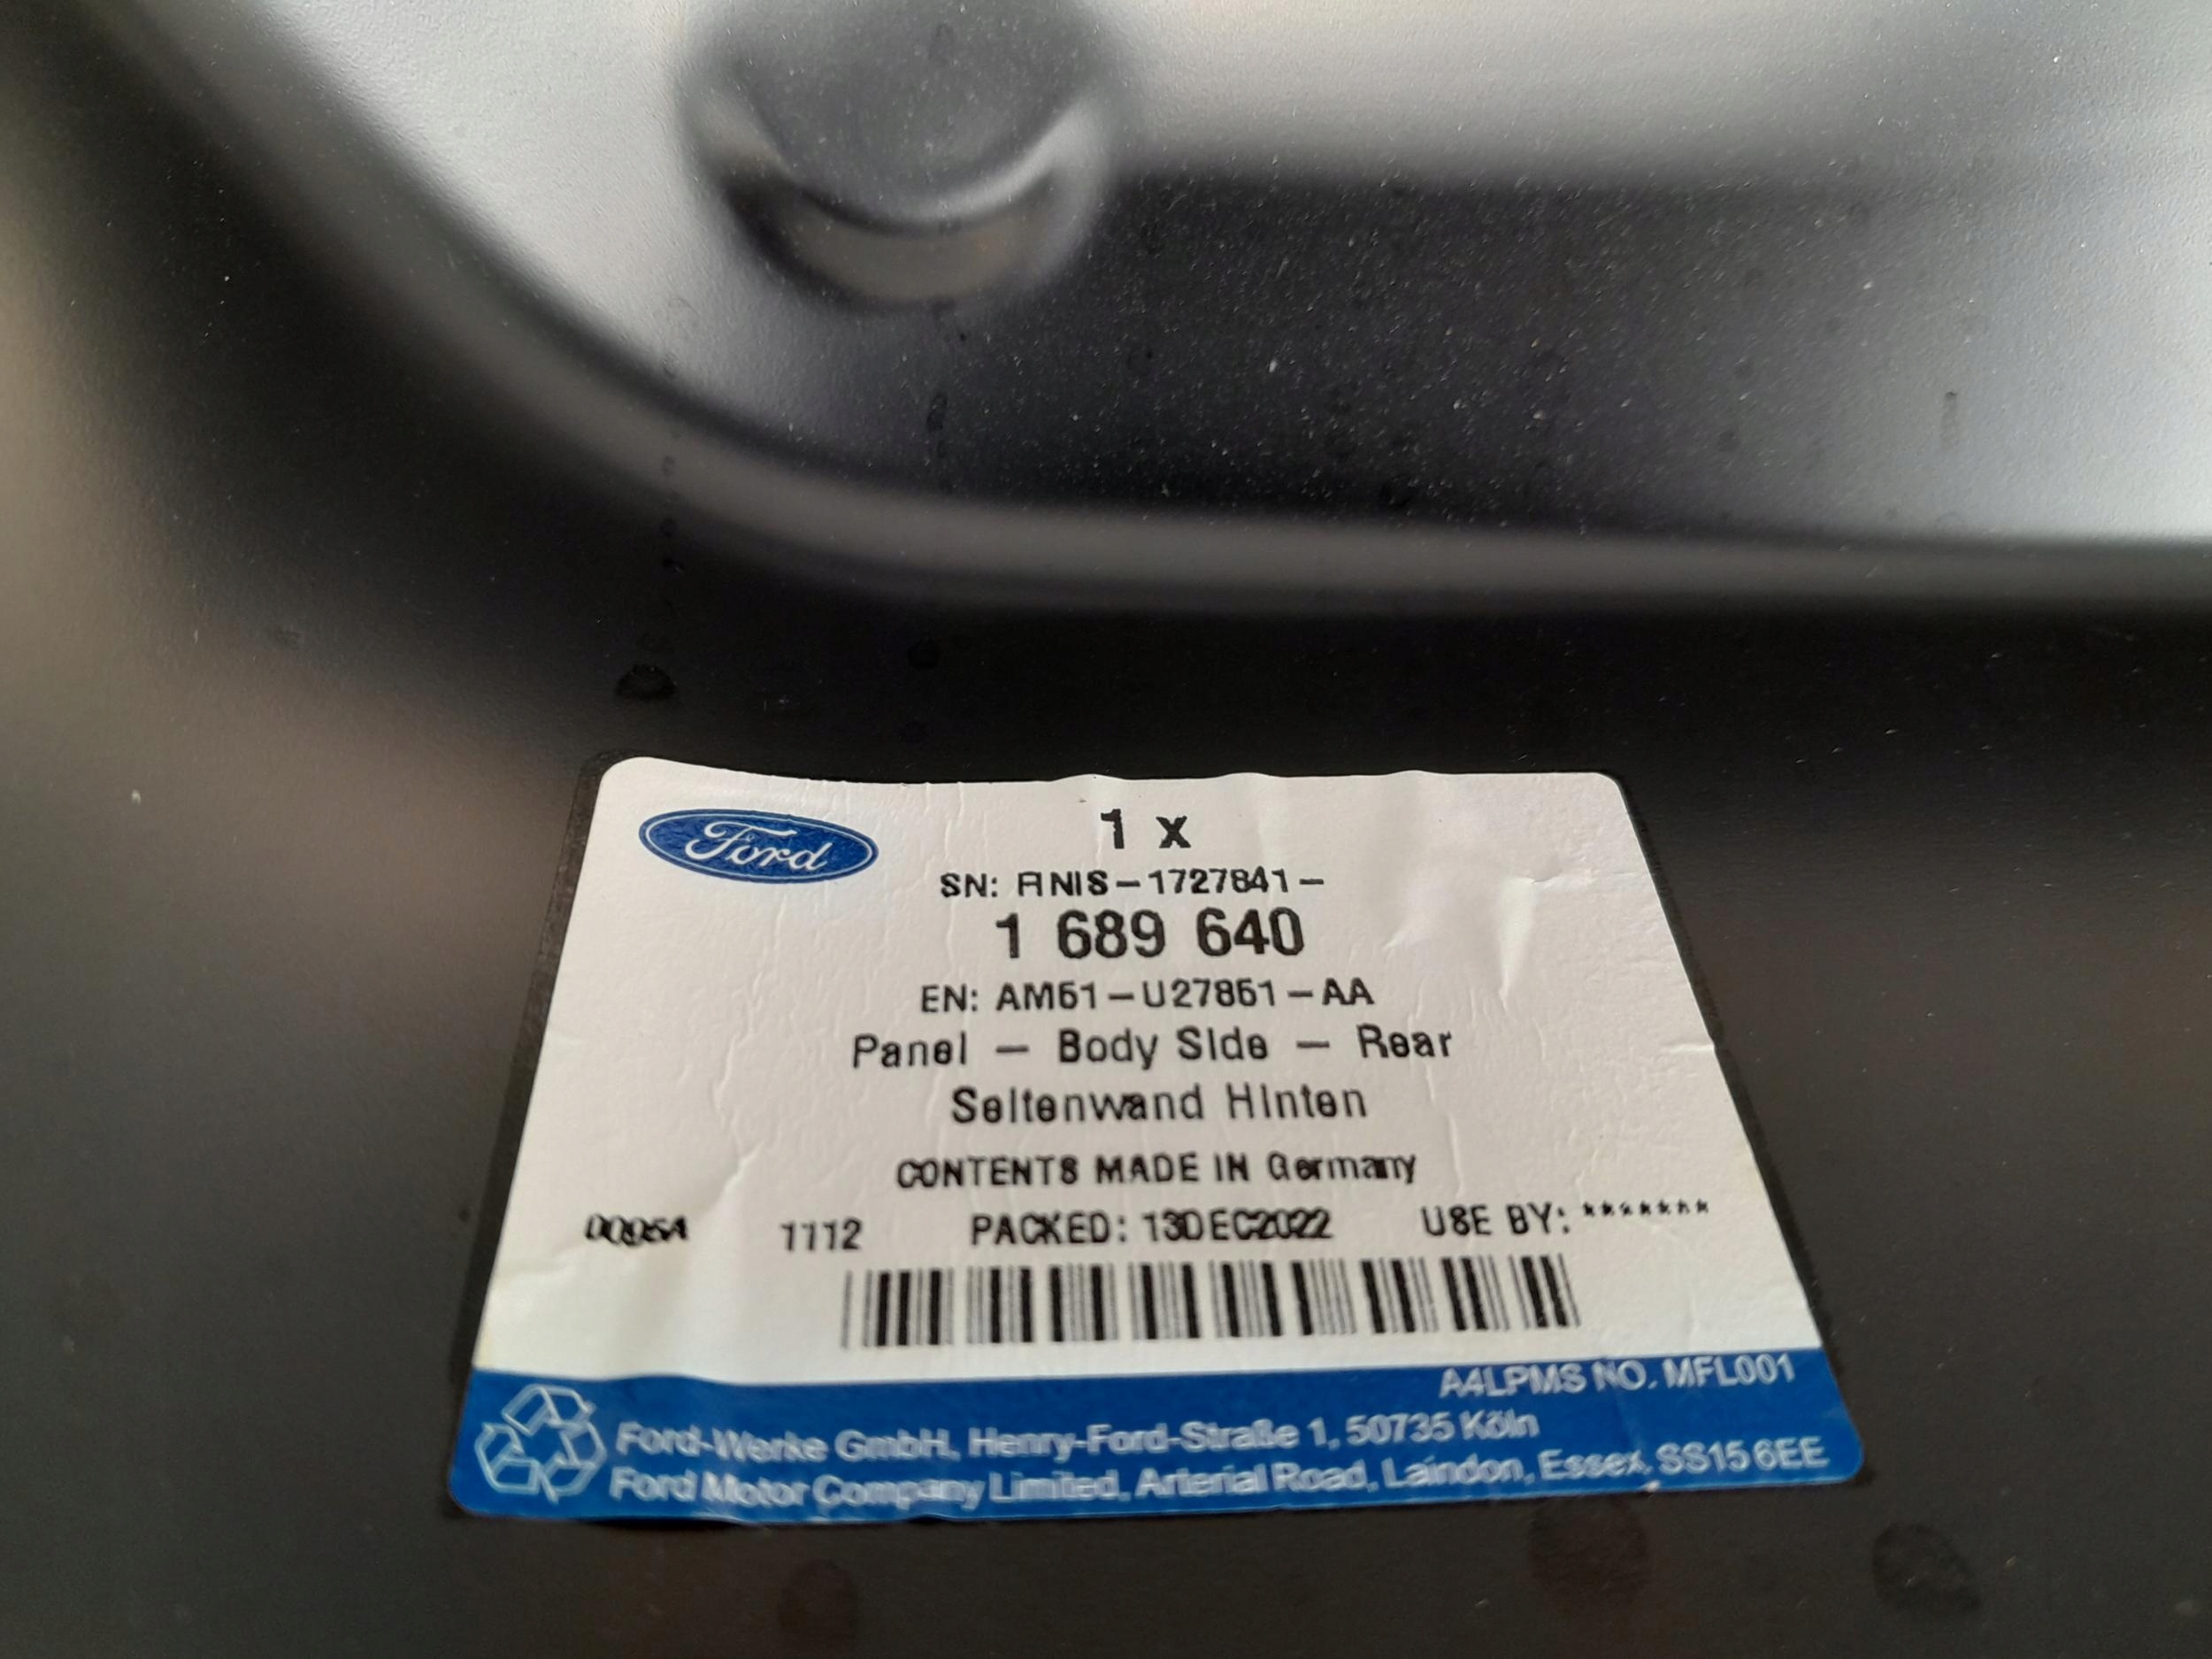 Ford
1 x
SN: FINIS-1727841-
1 689 640
EN: AM51-U27851-AA
Panel - Body Side - Rear
Seitenwand Hinten
CONTENTS MADE IN Germany
1112 PACKED: 13DEC2022 USE BY: *******
A4LPMS NO. MFL001
Ford-Werke GmbH, Henry-Ford-Straße 1, 50735 Köln
Ford Motor Company Limited, Arterial Road, Laindon, Essex, SS15 6EE